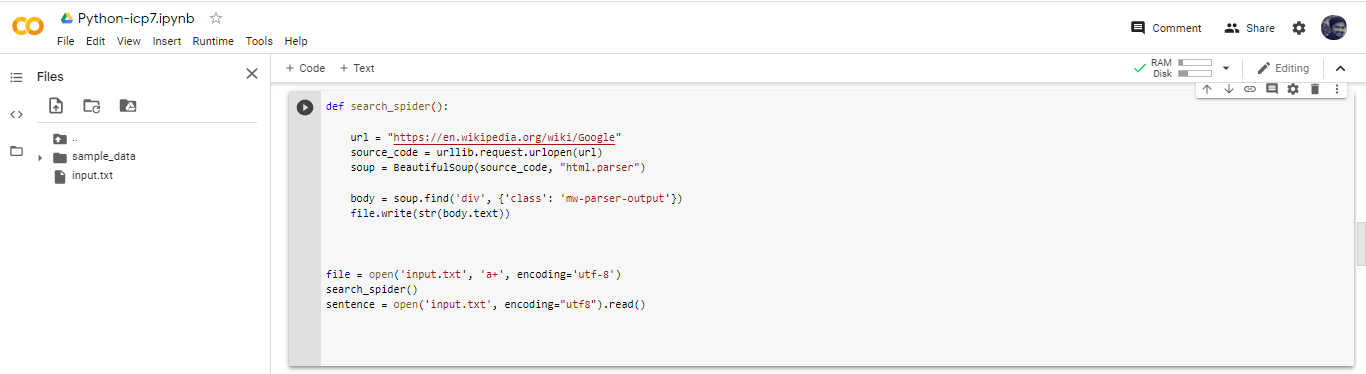 Python-icp7.ipynb
File Edit View Insert Runtime Tools Help
Comment Share
Files
+ Code + Text
RAM
Disk
Editing
..
sample_data
input.txt
def search_spider():
url = "https://en.wikipedia.org/wiki/Google"
source_code = urllib.request.urlopen(url)
soup = BeautifulSoup(source_code, "html.parser")
body = soup.find('div', {'class': 'mw-parser-output'})
file.write(str(body.text))
file = open('input.txt', 'a+', encoding='utf-8')
search_spider()
sentence = open('input.txt', encoding="utf8").read()